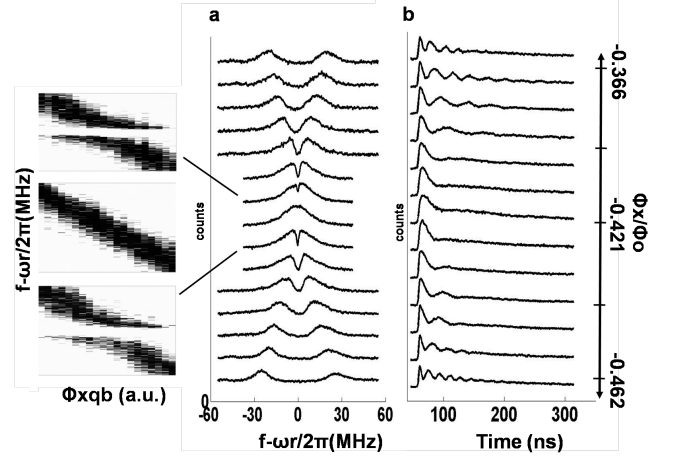 a
b
f-ωr/2π(MHz)
counts
counts
-0.366
Φx/Φo
-0.421
-0.462
Φxqb (a.u.)
0
-60
-30
0
30
60
100
200
300
f-ωr/2π(MHz)
Time (ns)